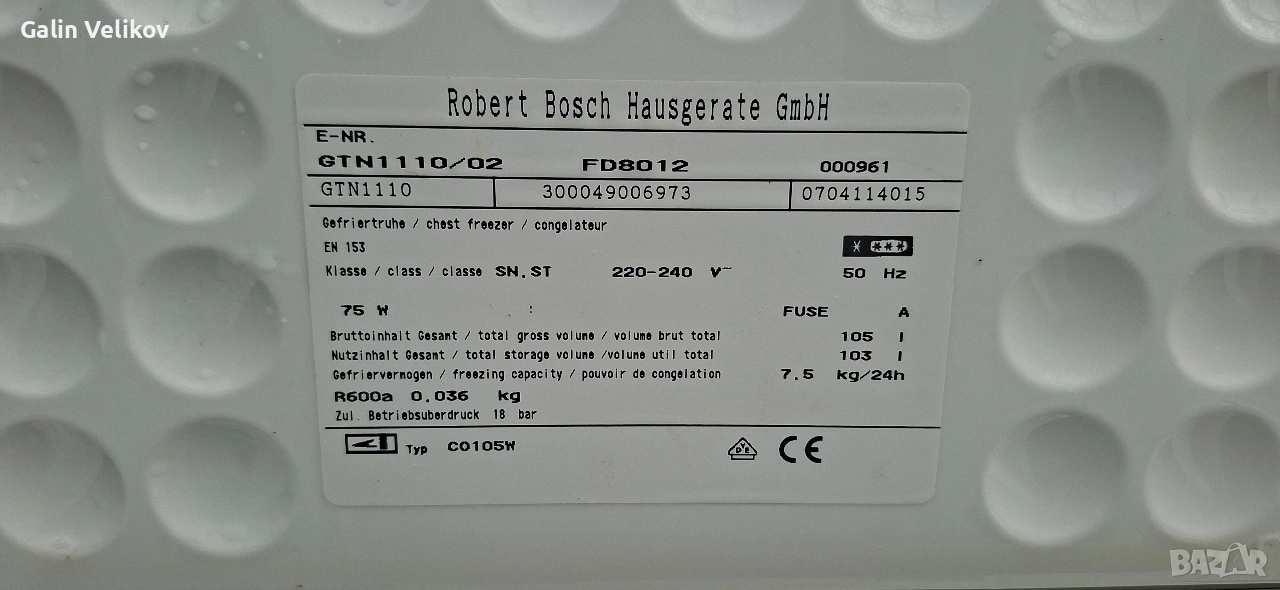 Galin Velikov
Robert Bosch Hausgerate GmbH
E-NR.
GTN1110/02 FD8012 000961
GTN1110 300049006973 0704114015
Gefriertruhe / chest freezer / congelateur
EN 153
Klasse / class / classe SN.ST 220-240 V~ 50 Hz
75 W : FUSE A
Bruttoinhalt Gesamt / total gross volume / volume brut total 105 l
Nutzinhalt Gesamt / total storage volume /volume util total 103 l
Gefriervermogen / freezing capacity / pouvoir de congelation 7.5 kg/24h
R600a 0.036 kg
Zul. Betriebsuberdruck 18 bar
Typ CO105W DVE CE
BAZAR